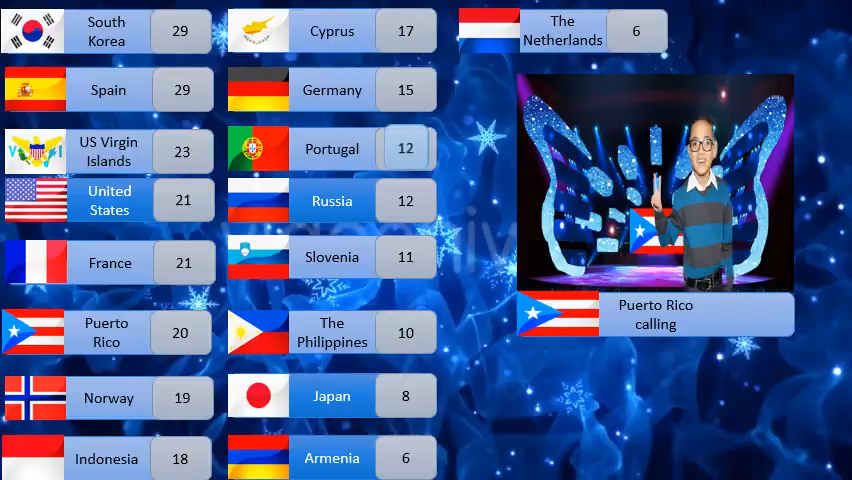 South
Korea
29
Spain
29
US Virgin
Islands
23
United
States
21
France
21
Puerto
Rico
20
Norway
19
Indonesia
18
Cyprus
17
Germany
15
Portugal
12
Russia
12
Slovenia
11
The
Philippines
10
Japan
8
Armenia
6
The
Netherlands
6
Puerto Rico
calling